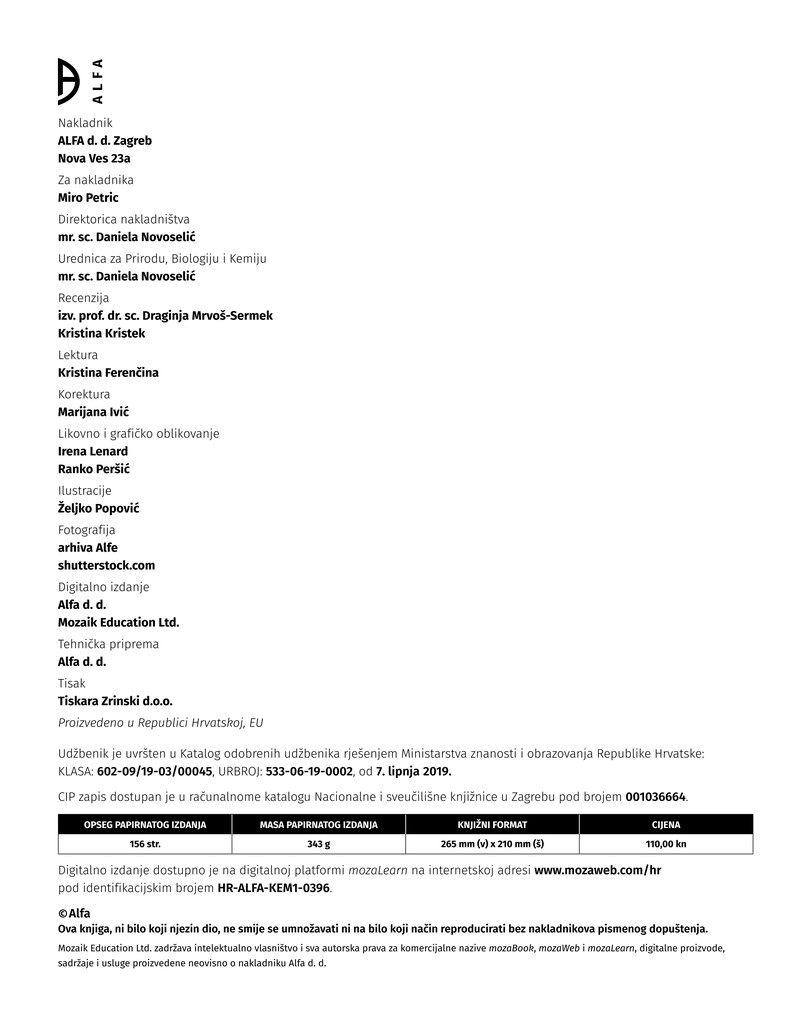 ALFA
Nakladnik
ALFA d. d. Zagreb
Nova Ves 23a
Za nakladnika
Miro Petric
Direktorica nakladništva
mr. sc. Daniela Novoselić
Urednica za Prirodu, Biologiju i Kemiju
mr. sc. Daniela Novoselić
Recenzija
izv. prof. dr. sc. Draginja Mrvoš-Sermek
Kristina Kristek
Lektura
Kristina Ferenčina
Korektura
Marijana Ivić
Likovno i grafičko oblikovanje
Irena Lenard
Ranko Peršić
Ilustracije
Željko Popović
Fotografija
arhiva Alfe
shutterstock.com
Digitalno izdanje
Alfa d. d.
Mozaik Education Ltd.
Tehnička priprema
Alfa d. d.
Tisak
Tiskara Zrinski d.o.o.
Proizvedeno u Republici Hrvatskoj, EU
Udžbenik je uvršten u Katalog odobrenih udžbenika rješenjem Ministarstva znanosti i obrazovanja Republike Hrvatske:
KLASA: 602-09/19-03/00045, URBROJ: 533-06-19-0002, od 7. lipnja 2019.
CIP zapis dostupan je u računalnome katalogu Nacionalne i sveučilišne knjižnice u Zagrebu pod brojem 001036664.
OPSEG PAPIRNATOG IZDANJA MASA PAPIRNATOG IZDANJA KNJIŽNI FORMAT CIJENA
156 str. 343 g 265 mm (v) x 210 mm (š) 110,00 kn
Digitalno izdanje dostupno je na digitalnoj platformi mozaLearn na internetskoj adresi www.mozaweb.com/hr
pod identifikacijskim brojem HR-ALFA-KEM1-0396.
©Alfa
Ova knjiga, ni bilo koji njezin dio, ne smije se umnožavati ni na bilo koji način reproducirati bez nakladnikova pismenog dopuštenja.
Mozaik Education Ltd. zadržava intelektualno vlasništvo i sva autorska prava za komercijalne nazive mozaBook, mozaWeb i mozaLearn, digitalne proizvode,
sadržaje i usluge proizvedene neovisno o nakladniku Alfa d. d.